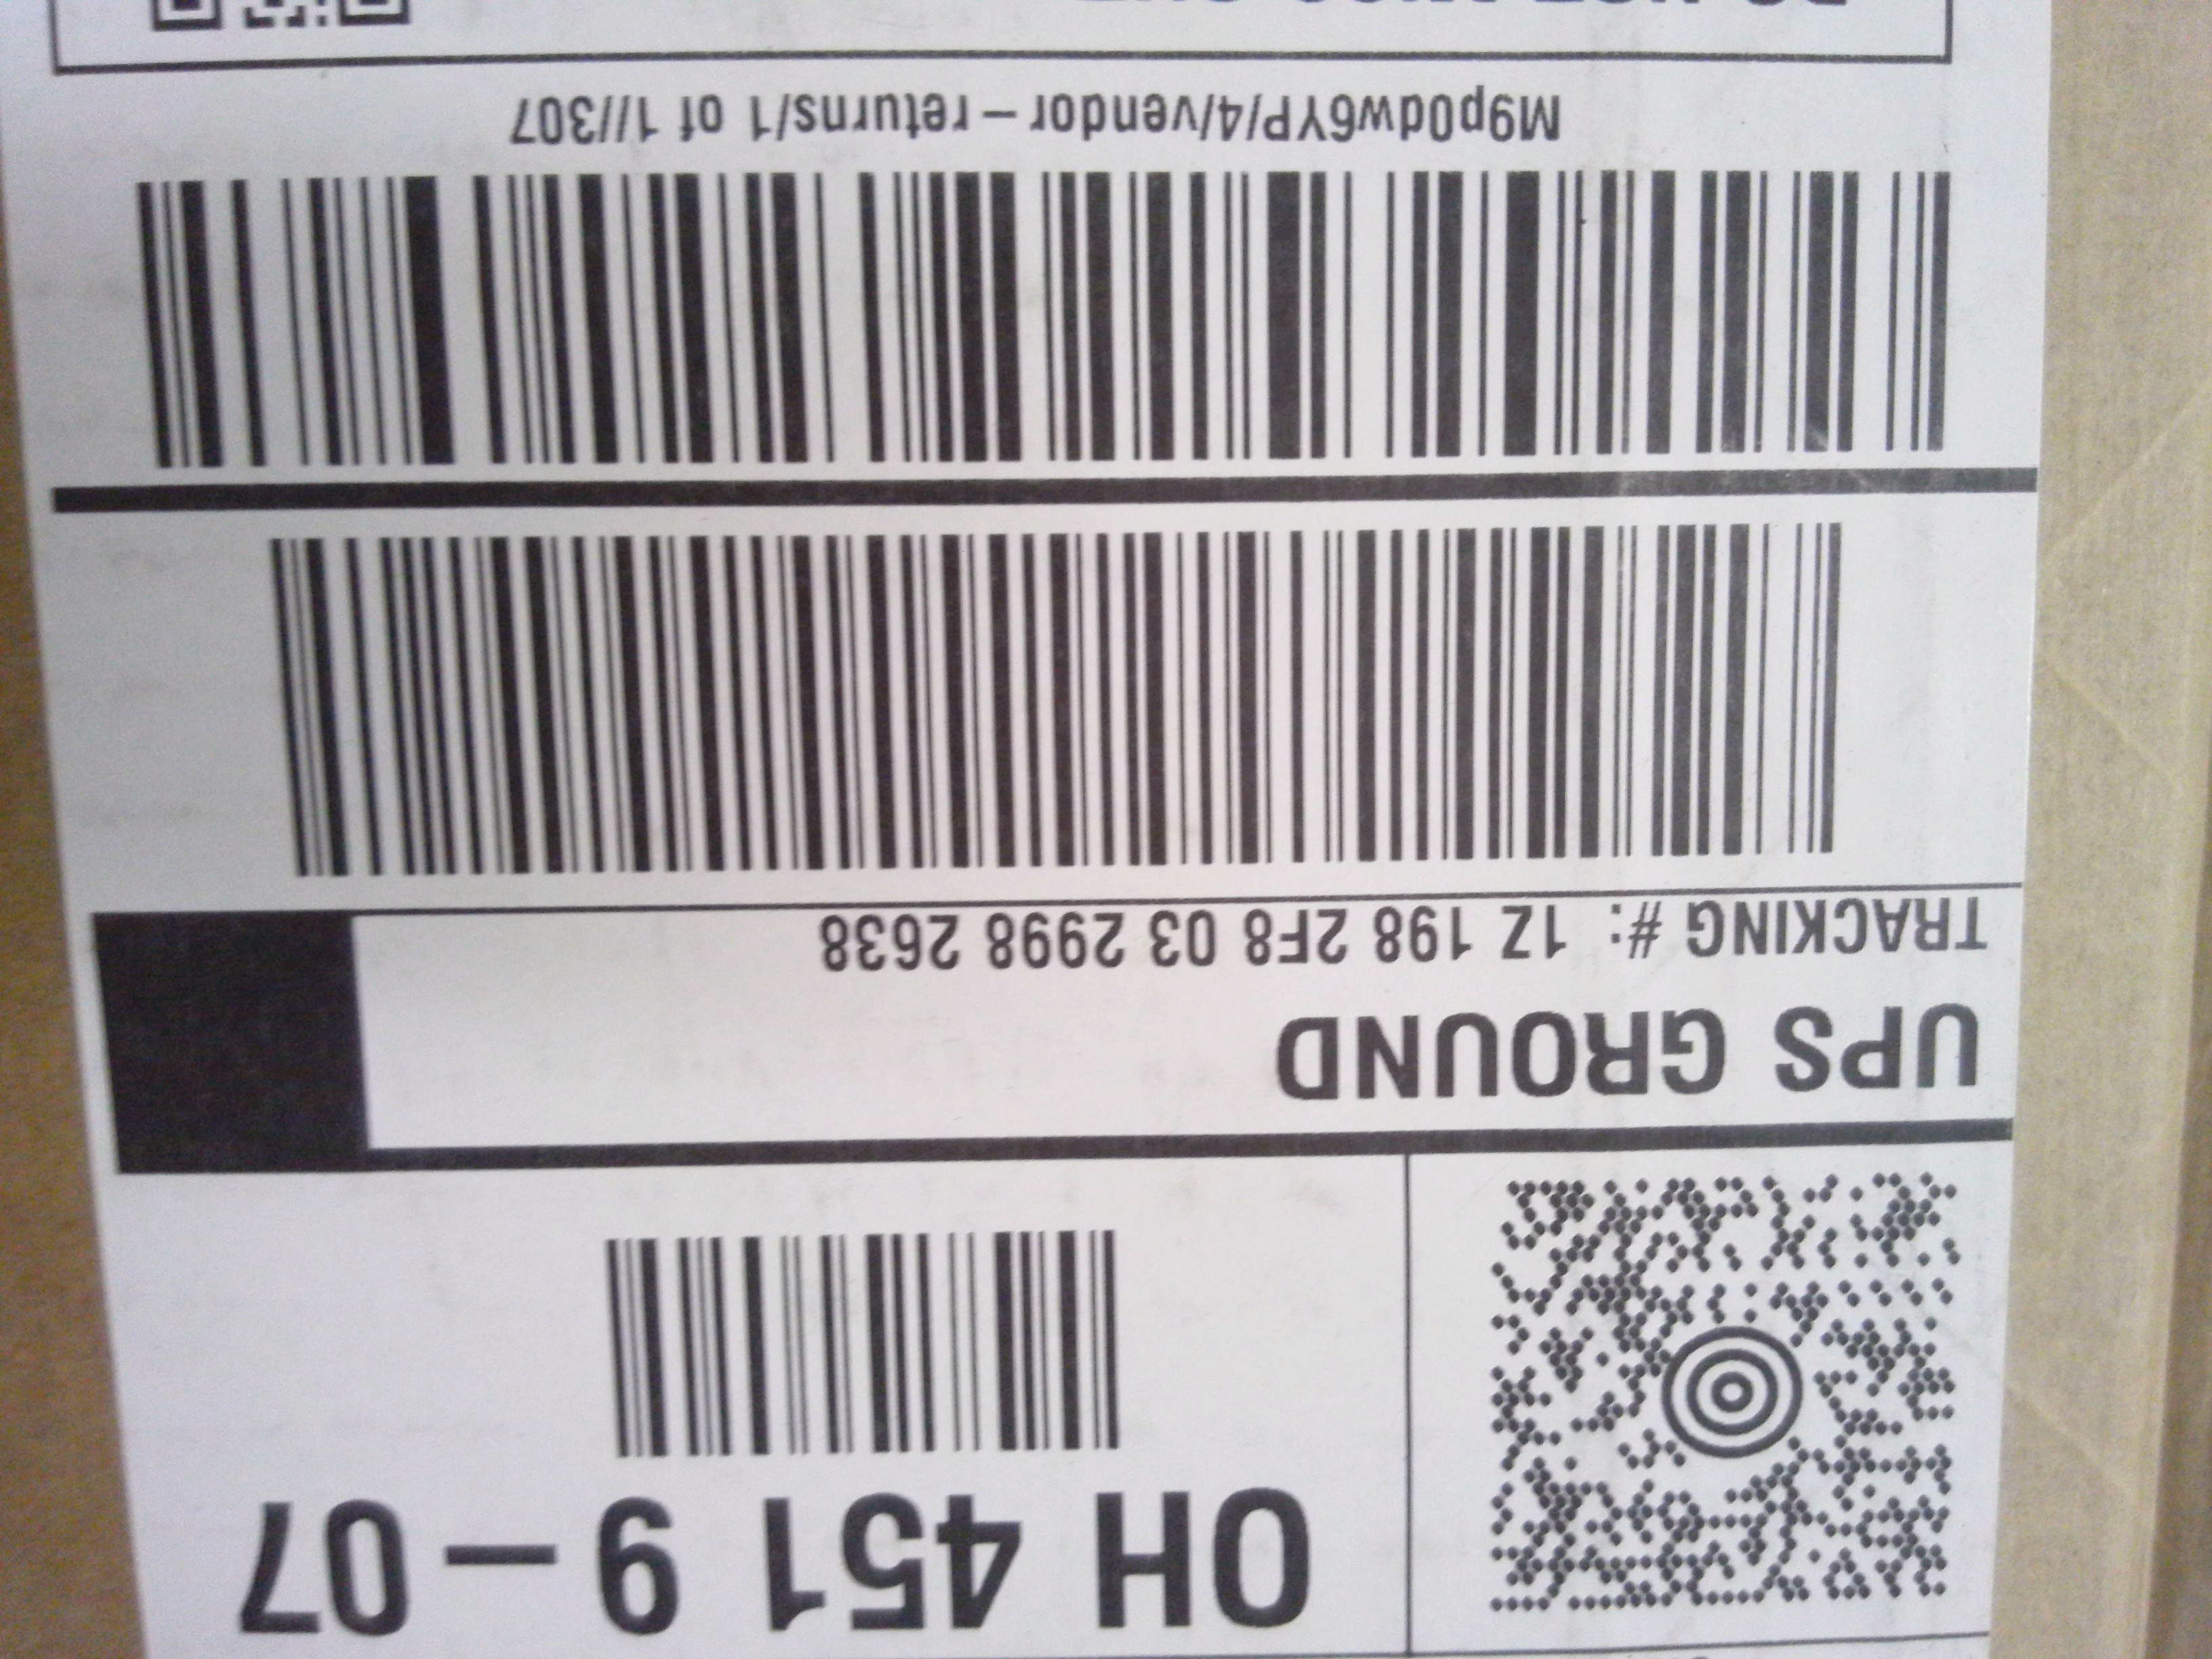 OH 451 9-07
UPS GROUND
TRACKING #: 1Z 198 2F8 03 2998 2638
M9p0dw6YP/4/vendor-returns/1 of 1///307